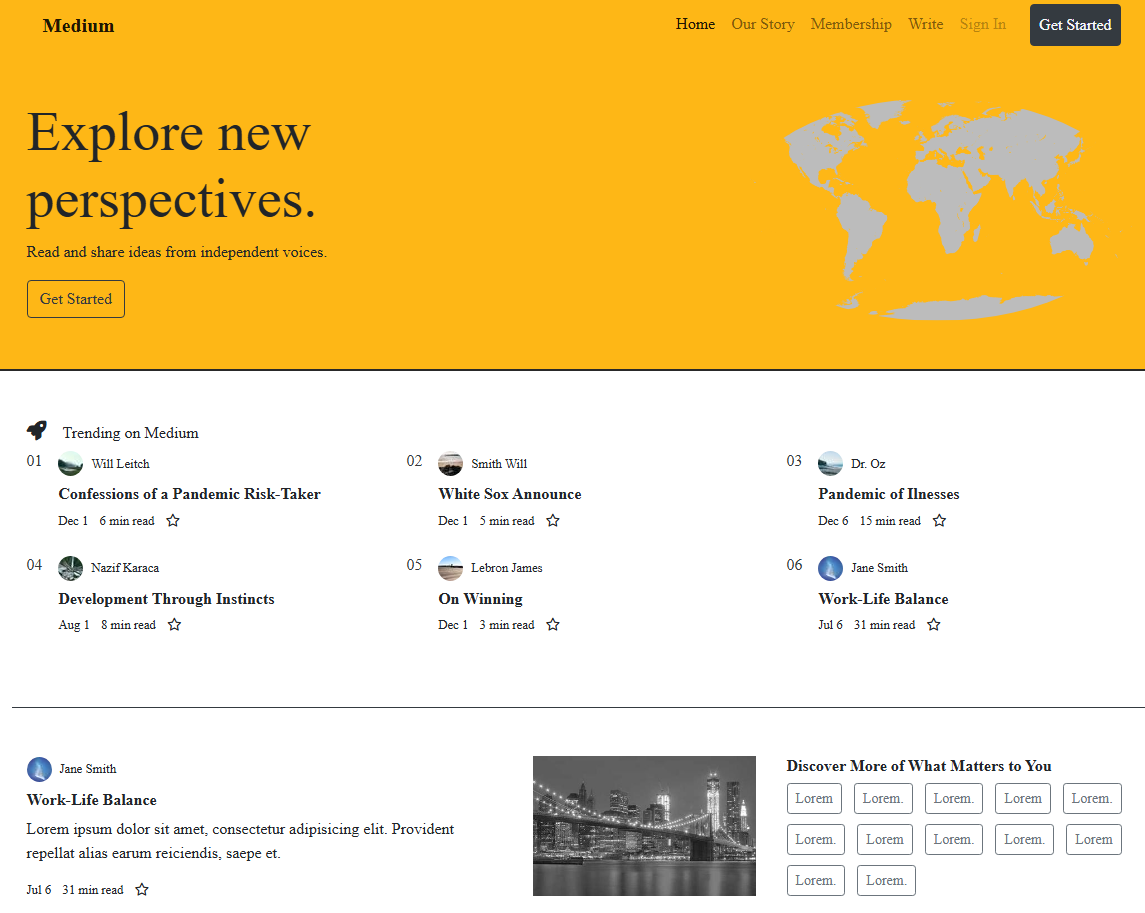 Medium
Home Our Story Membership Write Sign In Get Started
Explore new
perspectives.
Read and share ideas from independent voices.
Get Started
Trending on Medium
01 Will Leitch
Confessions of a Pandemic Risk-Taker
Dec 1 6 min read
02 Smith Will
White Sox Announce
Dec 1 5 min read
03 Dr. Oz
Pandemic of Ilnesses
Dec 6 15 min read
04 Nazif Karaca
Development Through Instincts
Aug 1 8 min read
05 Lebron James
On Winning
Dec 1 3 min read
06 Jane Smith
Work-Life Balance
Jul 6 31 min read
Jane Smith
Work-Life Balance
Lorem ipsum dolor sit amet, consectetur adipisicing elit. Provident
repellat alias earum reiciendis, saepe et.
Jul 6 31 min read
Discover More of What Matters to You
Lorem Lorem. Lorem. Lorem Lorem.
Lorem. Lorem Lorem. Lorem. Lorem
Lorem. Lorem.